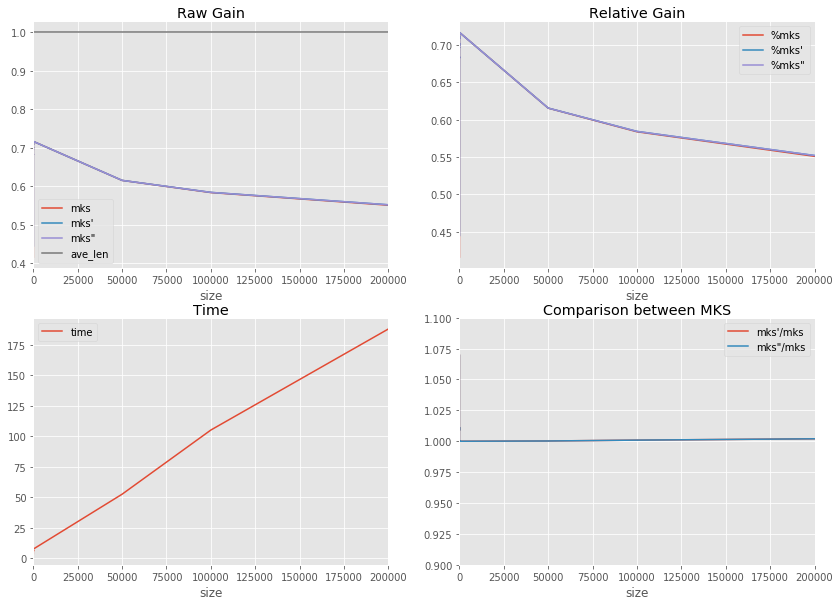 Raw Gain
1.0
0.9
0.8
0.7
0.6
0.5
0.4
mks
mks'
mks"
ave_len
0 25000 50000 75000 100000 125000 150000 175000 200000
size
Relative Gain
0.70
0.65
0.60
0.55
0.50
0.45
%mks
%mks'
%mks"
0 25000 50000 75000 100000 125000 150000 175000 200000
size
Time
time
175
150
125
100
75
50
25
0
0 25000 50000 75000 100000 125000 150000 175000 200000
size
Comparison between MKS
1.100
1.075
1.050
1.025
1.000
0.975
0.950
0.925
0.900
mks'/mks
mks"/mks
0 25000 50000 75000 100000 125000 150000 175000 200000
size